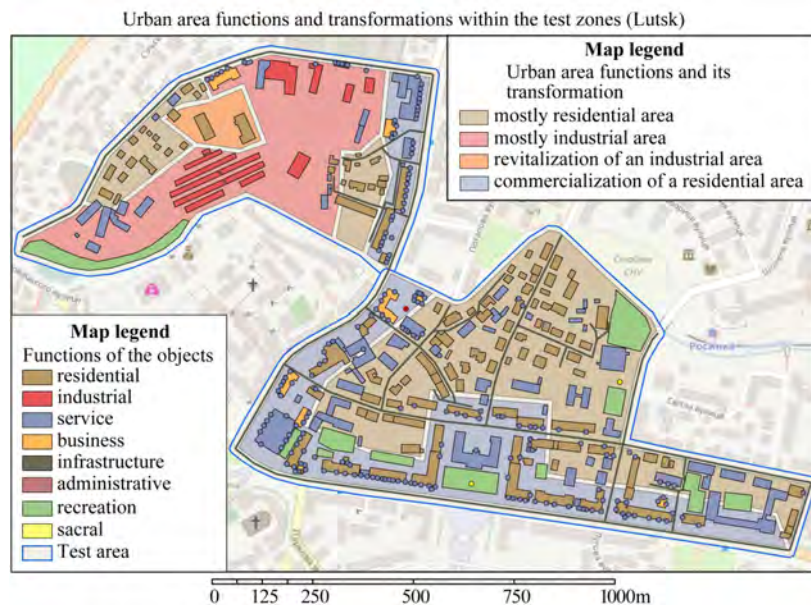 Urban area functions and transformations within the test zones (Lutsk)
Map legend
Urban area functions and its
transformation
mostly residential area
mostly industrial area
revitalization of an industrial area
commercialization of a residential area
Map legend
Functions of the objects
residential
industrial
service
business
infrastructure
administrative
recreation
sacral
Test area
0 125 250 500 750 1000m